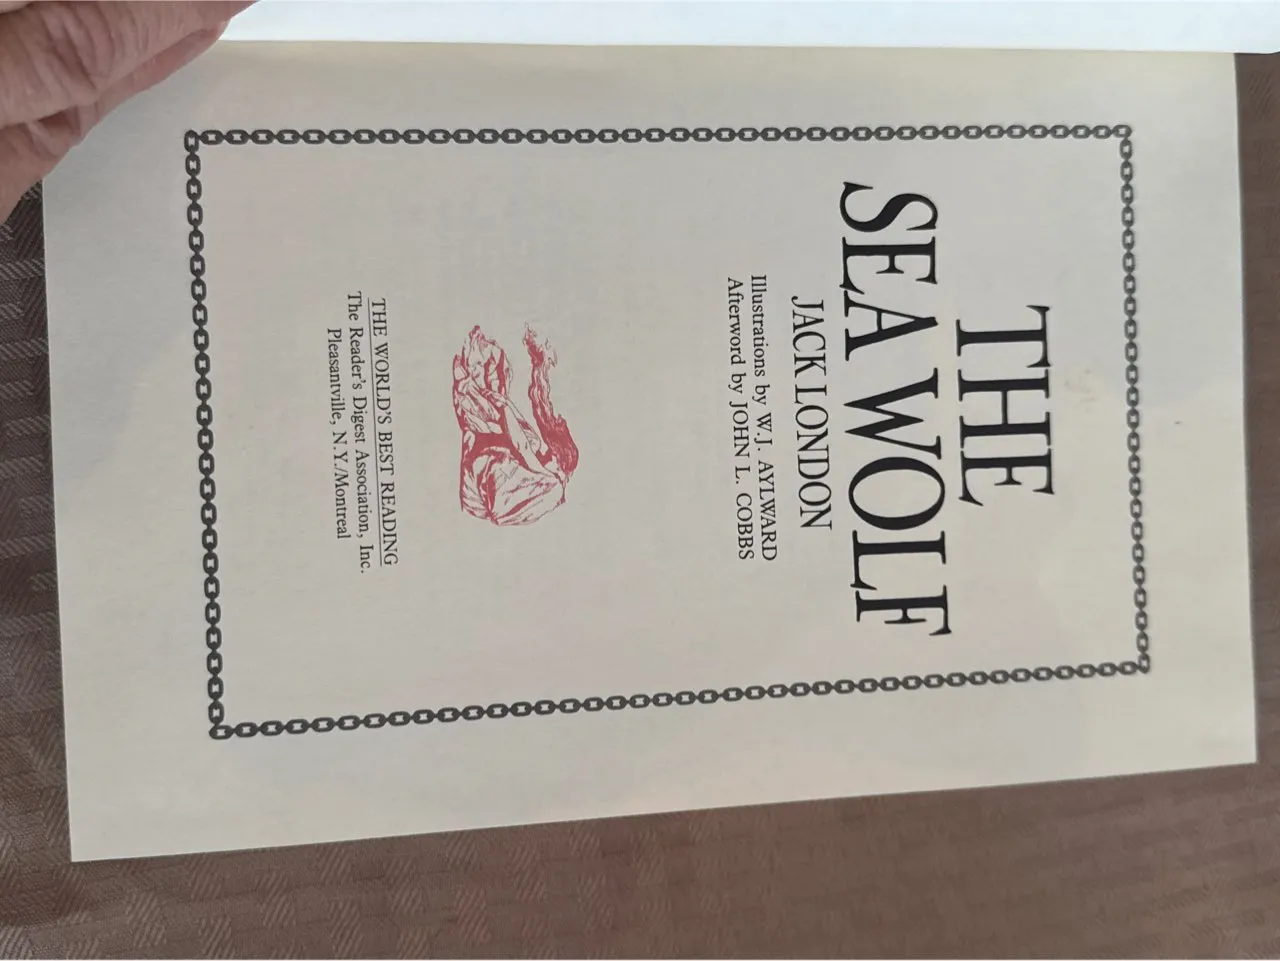 THE
SEA WOLF
JACK LONDON
Illustrations by W.J. AYLWARD
Afterword by JOHN L. COBBS
THE WORLD'S BEST READING
The Reader's Digest Association, Inc.
Pleasantville, N.Y./Montreal